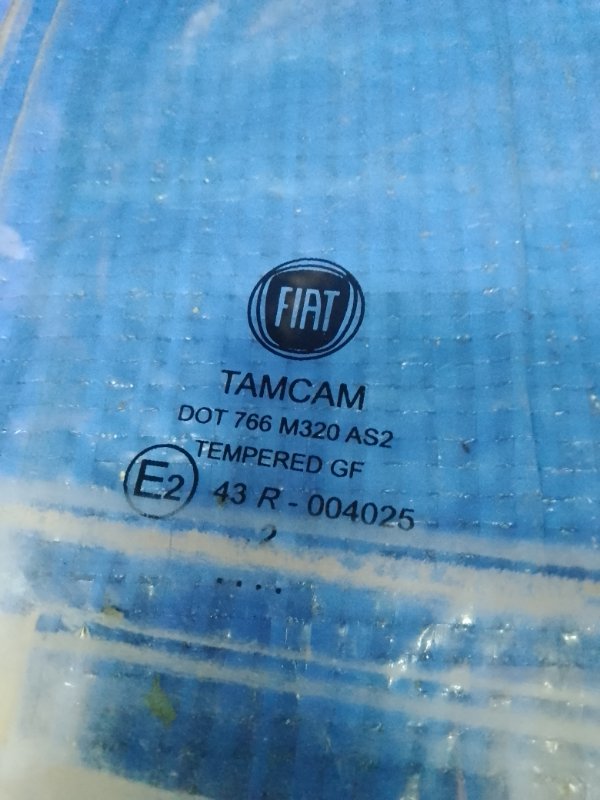 FIAT
TAMCAM
DOT 766 M320 AS2
TEMPERED GF
E2 43 R - 004025
2
....